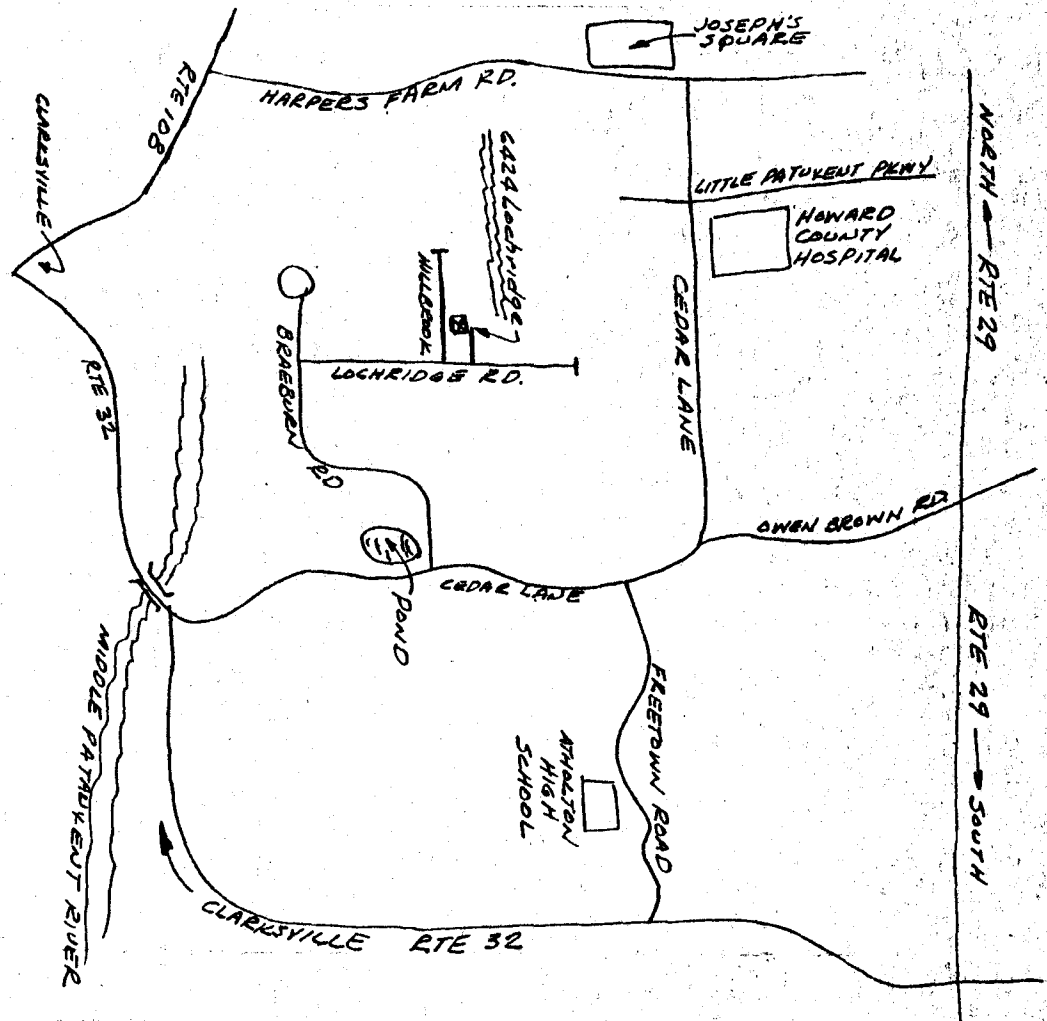 JOSEPH'S
SQUARE
HARPERS FARM RD.
RTE 108
CLARKSVILLE
6424 Lochridge
LITTLE PATUXENT PKWY
HOWARD
COUNTY
HOSPITAL
NORTH RTE 29
CEDAR LANE
HILLBROOK
LOCHRIDGE RD.
BRAEBURN
RD
RTE 32
OWEN BROWN RD.
CEDAR LANE
POND
MIDDLE PATUXENT RIVER
FREETOWN ROAD
ATHOLTON
HIGH
SCHOOL
RTE 29 SOUTH
CLARKSVILLE RTE 32